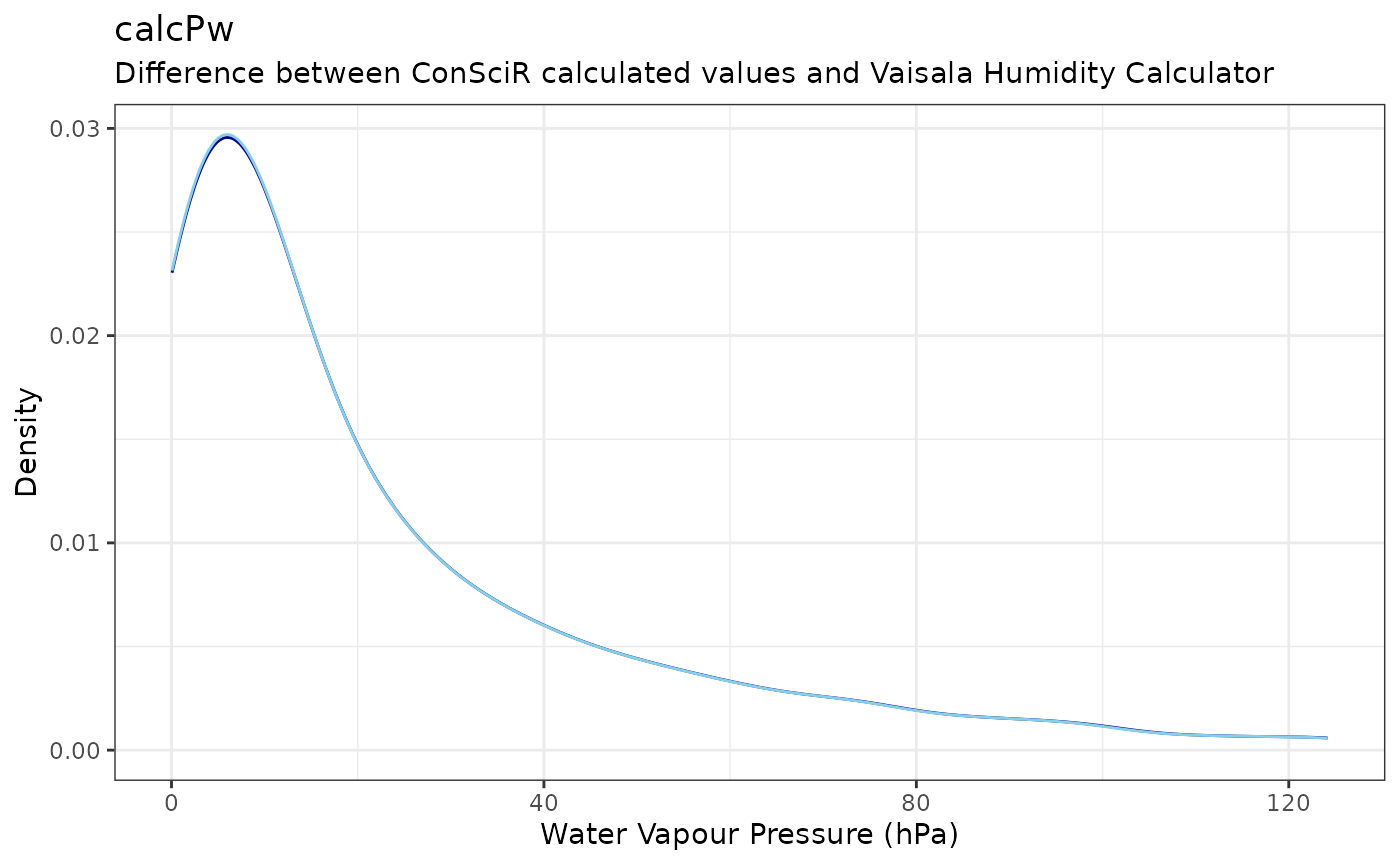 calcPw
Difference between ConSciR calculated values and Vaisala Humidity Calculator
0.03
0.02
0.01
0.00
Density
0 40 80 120
Water Vapour Pressure (hPa)